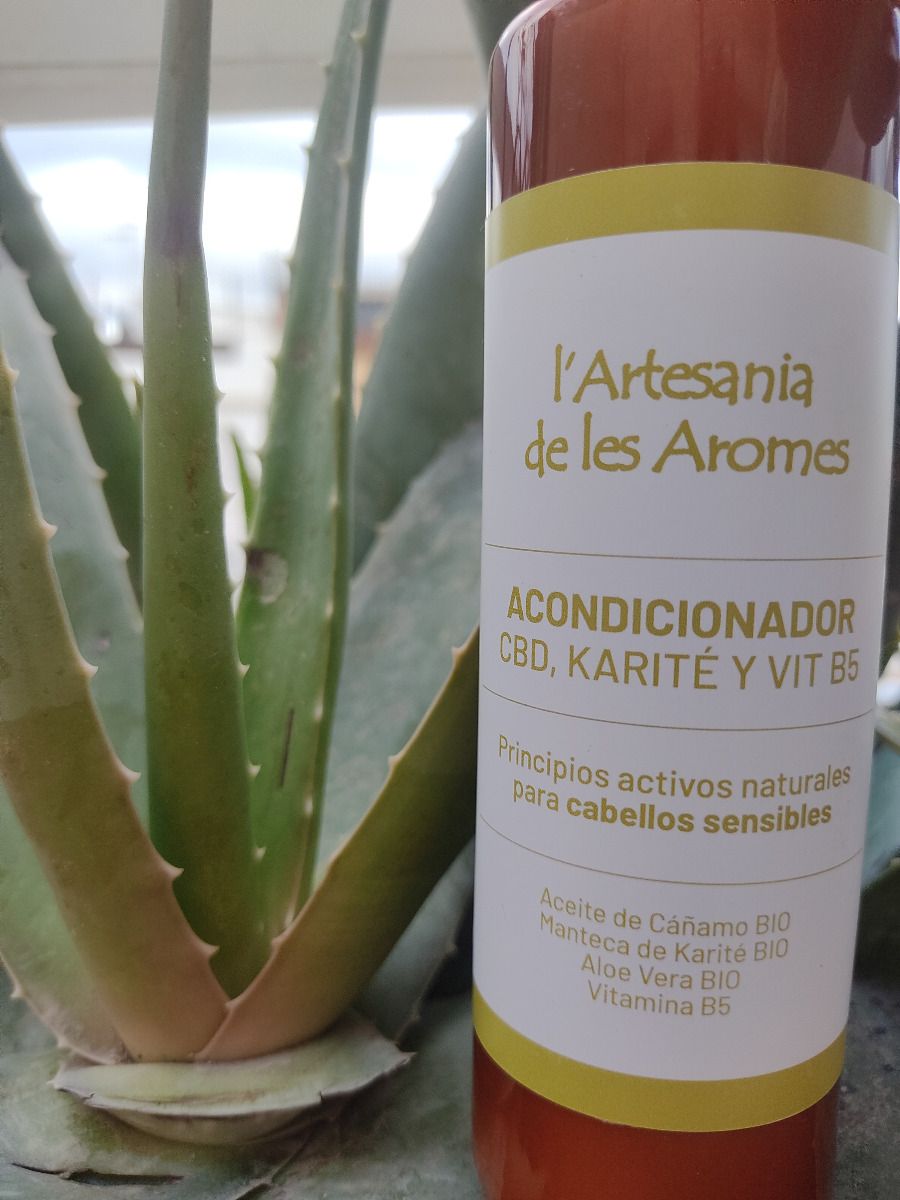 l'Artesania
de les Aromes
ACONDICIONADOR
CBD, KARITÉ Y VIT B5
Principios activos naturales
para cabellos sensibles
Aceite de Cáñamo BIO
Manteca de Karité BIO
Aloe Vera BIO
Vitamina B5